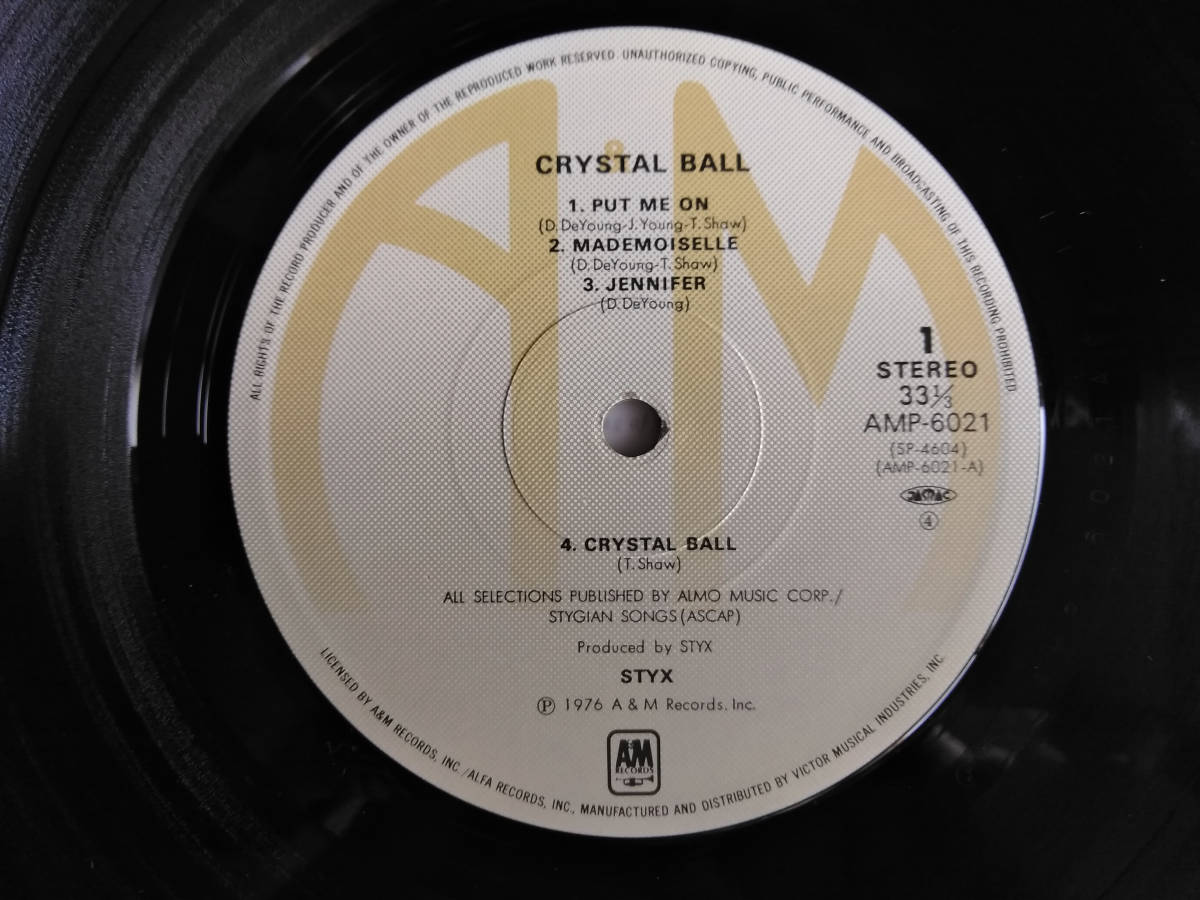 ALL RIGHTS OF THE RECORD PRODUCER AND OF THE OWNER OF THE REPRODUCED WORK RESERVED. UNAUTHORIZED COPYING, PUBLIC PERFORMANCE AND BROADCASTING OF THIS RECORDING PROHIBITED.
CRYSTAL BALL
1. PUT ME ON
(D. DeYoung-J. Young-T. Shaw)
2. MADEMOISELLE
(D. DeYoung-T. Shaw)
3. JENNIFER
(D. DeYoung)
1
STEREO
33⅓
AMP-6021
(SP-4604)
(AMP-6021-A)
JASRAC
④
4. CRYSTAL BALL
(T. Shaw)
ALL SELECTIONS PUBLISHED BY ALMO MUSIC CORP./
STYGIAN SONGS (ASCAP)
Produced by STYX
STYX
Ⓟ 1976 A & M Records. Inc.
A&M
RECORDS
LICENSED BY A&M RECORDS, INC./ALFA RECORDS, INC., MANUFACTURED AND DISTRIBUTED BY VICTOR MUSICAL INDUSTRIES, INC